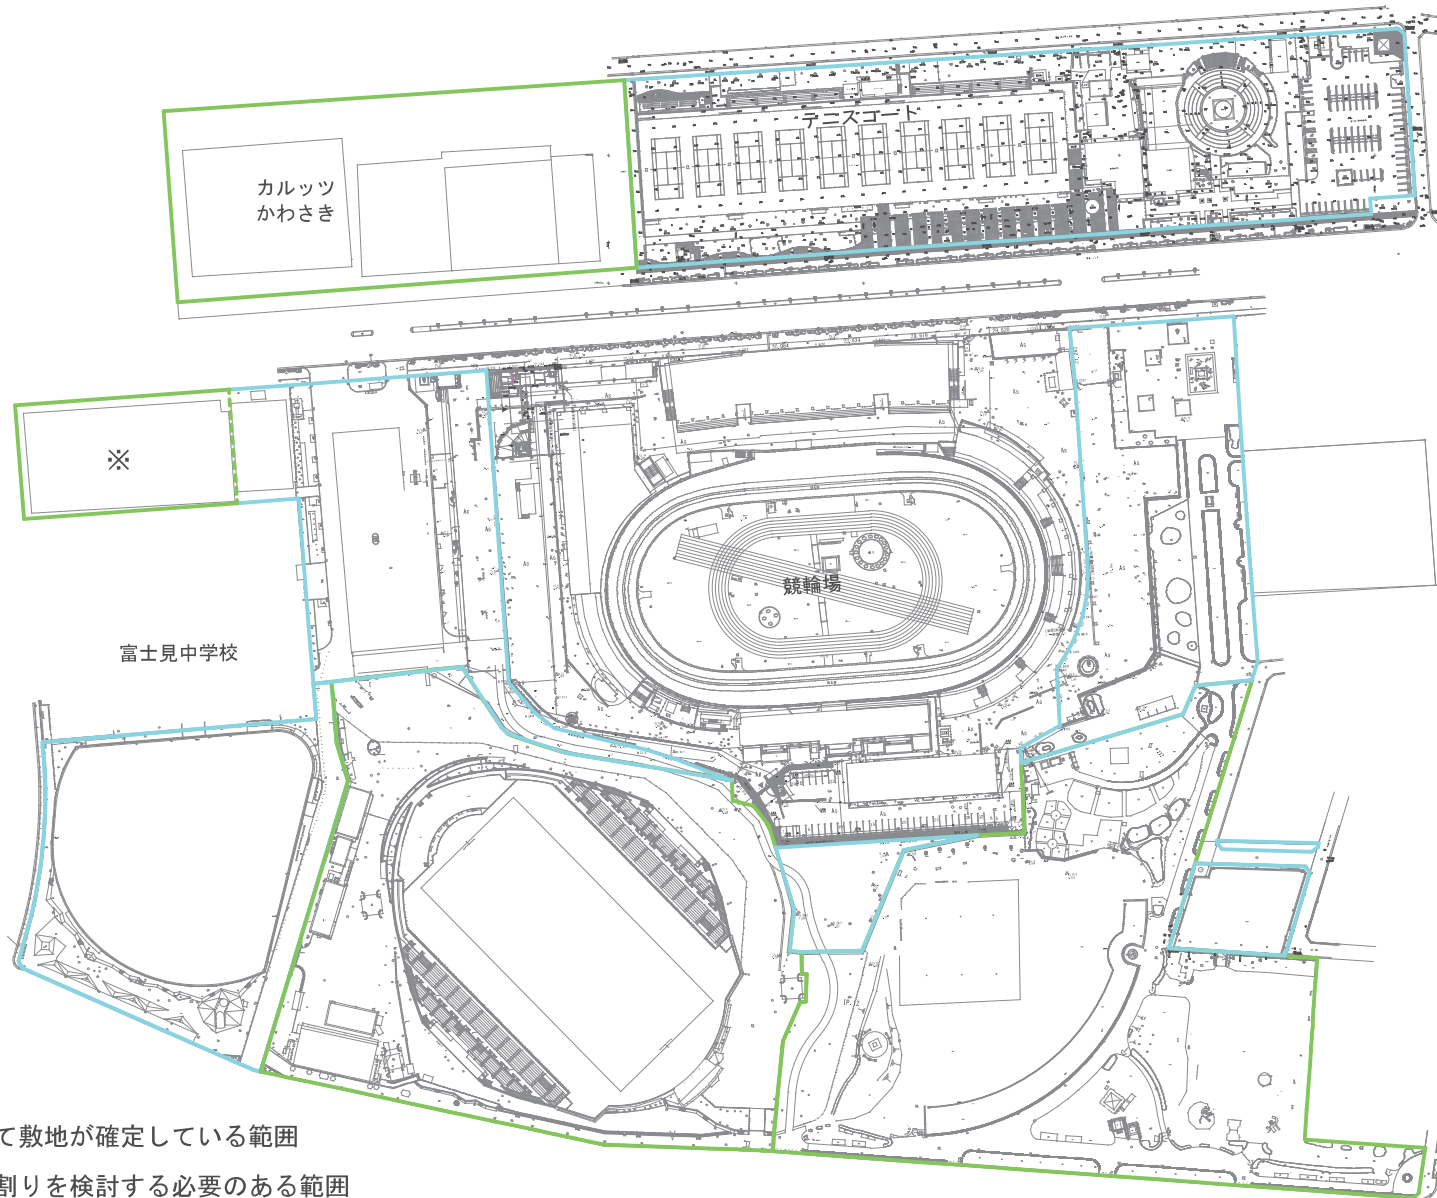 テニスコート
カルッツ
かわさき
※
競輪場
富士見中学校
て敷地が確定している範囲
割りを検討する必要のある範囲